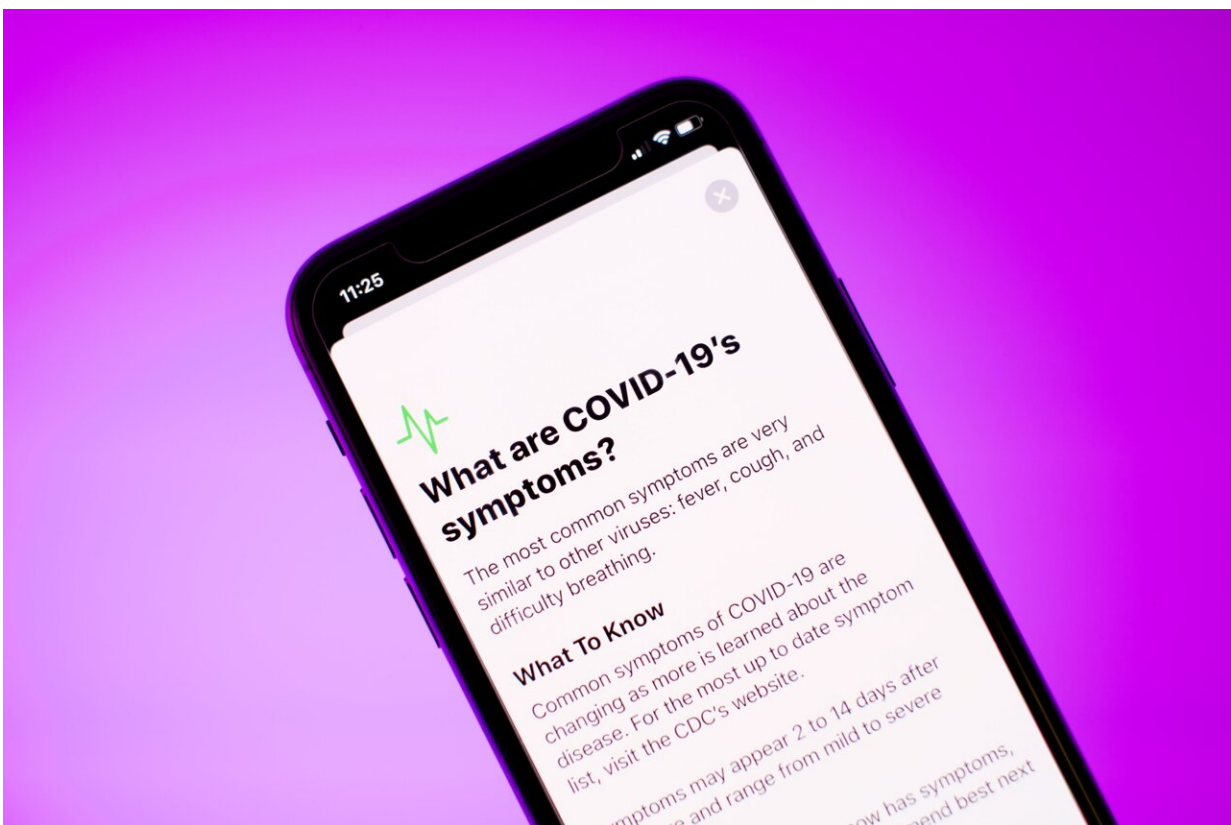 11:25
What are COVID-19's
symptoms?
The most common symptoms are very
similar to other viruses: fever, cough, and
difficulty breathing.
What To Know
Common symptoms of COVID-19 are
changing as more is learned about the
disease. For the most up to date symptom
list, visit the CDC's website.
may appear 2 to 14 days after
and range from mild to severe
has symptoms,
best next